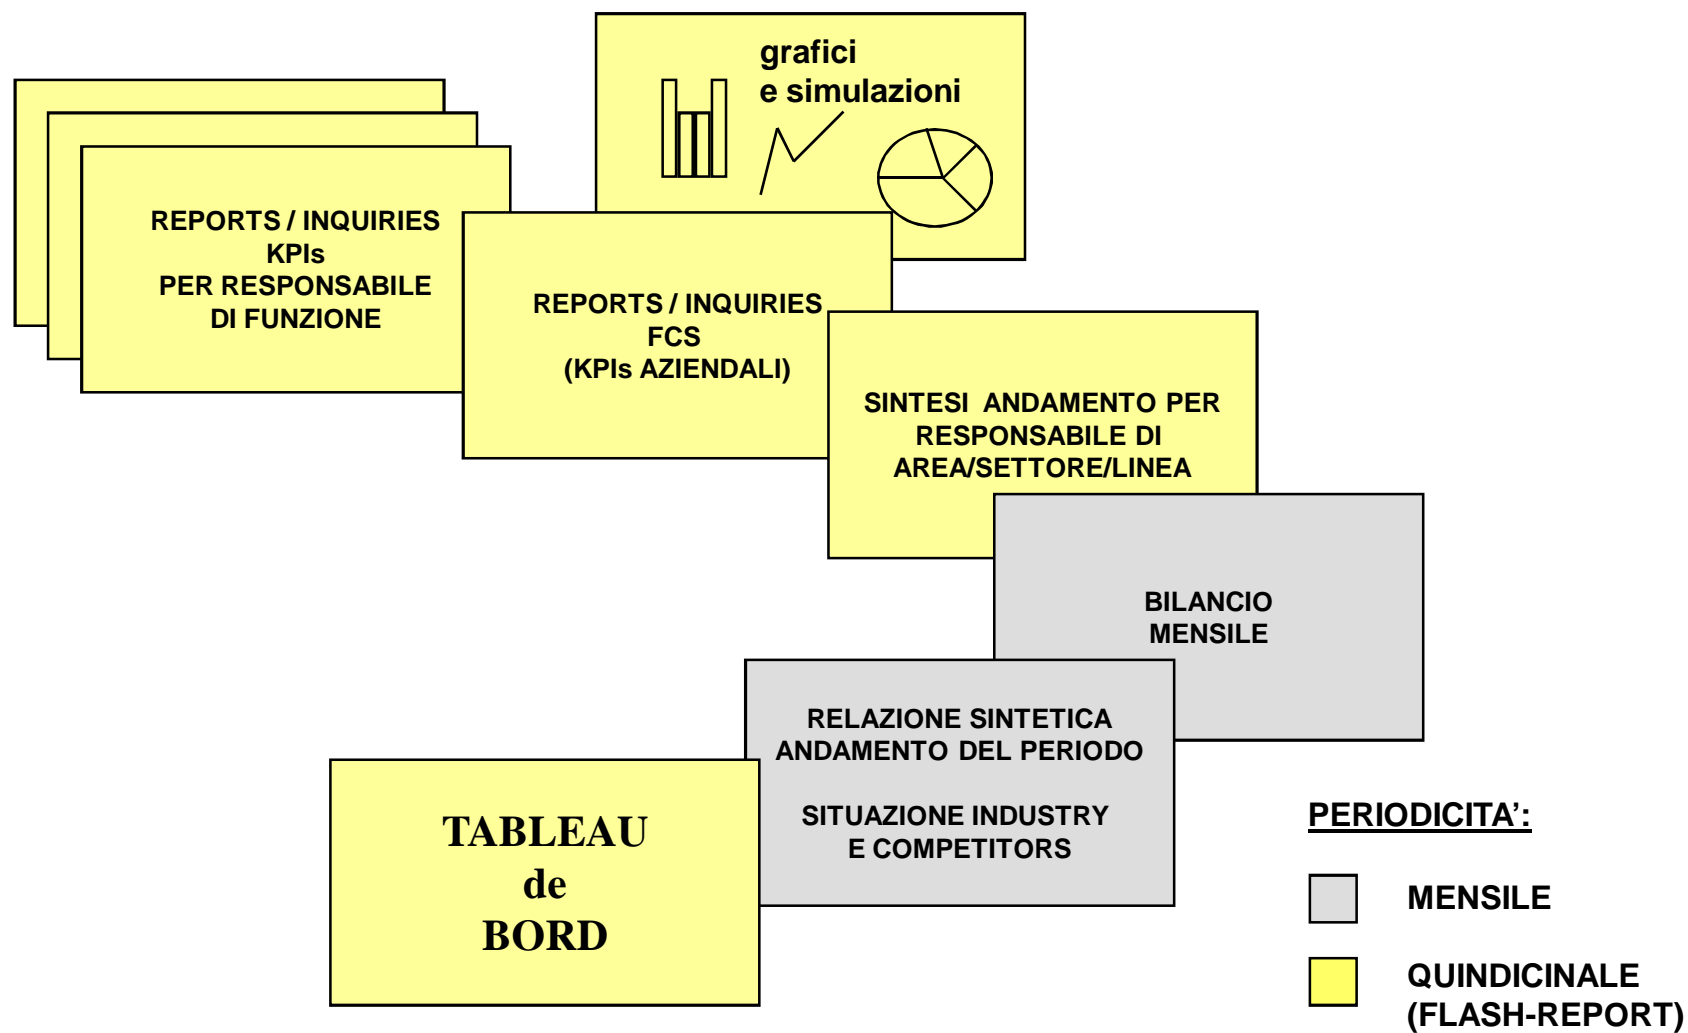 grafici
e simulazioni
REPORTS / INQUIRIES
KPIs
PER RESPONSABILE
DI FUNZIONE
REPORTS / INQUIRIES
FCS
(KPIs AZIENDALI)
SINTESI ANDAMENTO PER
RESPONSABILE DI
AREA/SETTORE/LINEA
BILANCIO
MENSILE
RELAZIONE SINTETICA
ANDAMENTO DEL PERIODO
SITUAZIONE INDUSTRY
E COMPETITORS
TABLEAU
de
BORD
PERIODICITA’:
MENSILE
QUINDICINALE
(FLASH-REPORT)